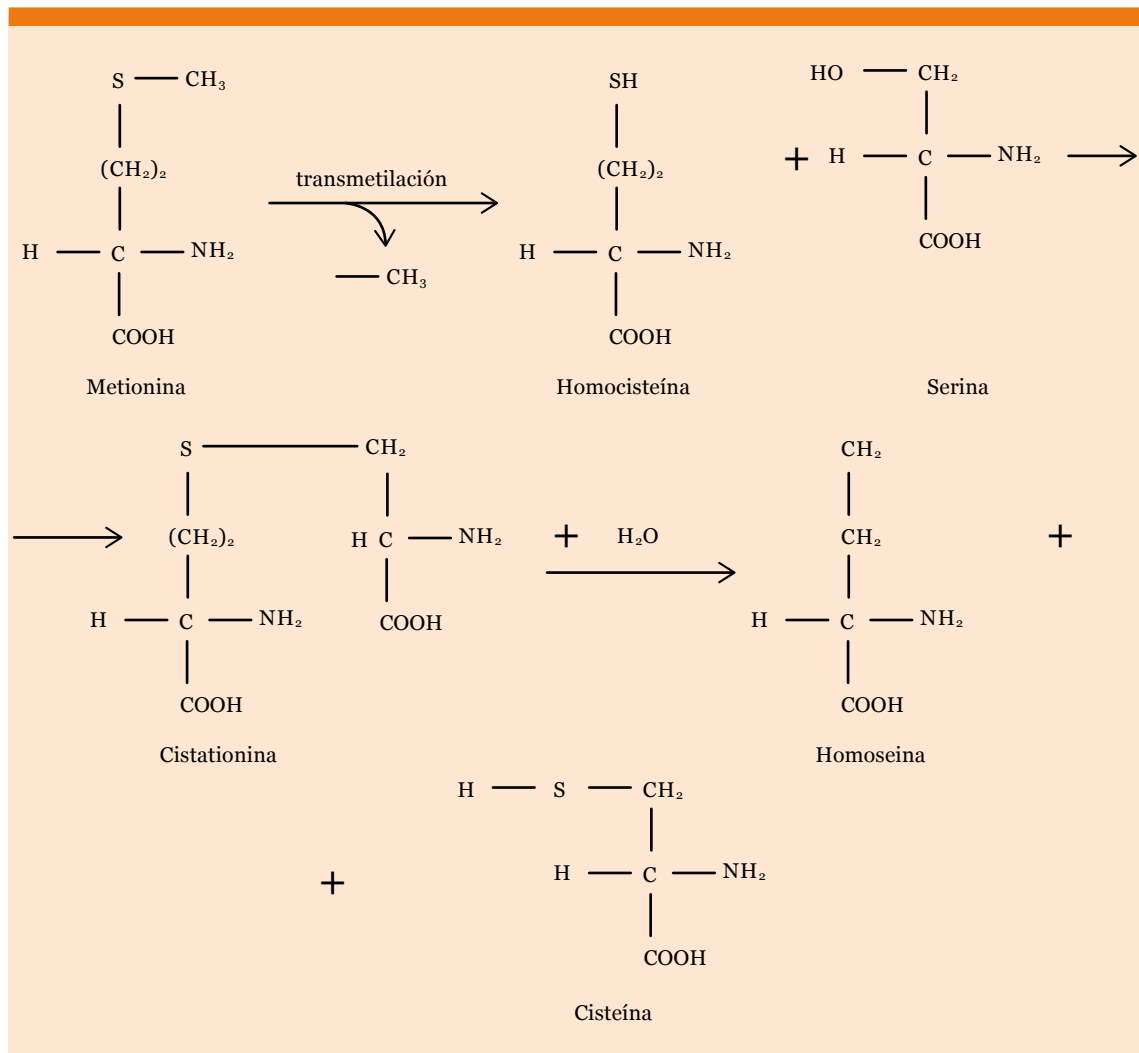 S CH₃
(CH₂)₂
H C NH₂
COOH
Metionina
transmetilación
CH₃
SH
(CH₂)₂
H C NH₂
COOH
Homocisteína
+
HO CH₂
H C NH₂
COOH
Serina
S CH₂
(CH₂)₂ H C NH₂
H C NH₂ COOH
COOH
Cistationina
+ H₂O
CH₂
CH₂
H C NH₂
COOH
Homoseina
+
+
H S CH₂
H C NH₂
COOH
Cisteína